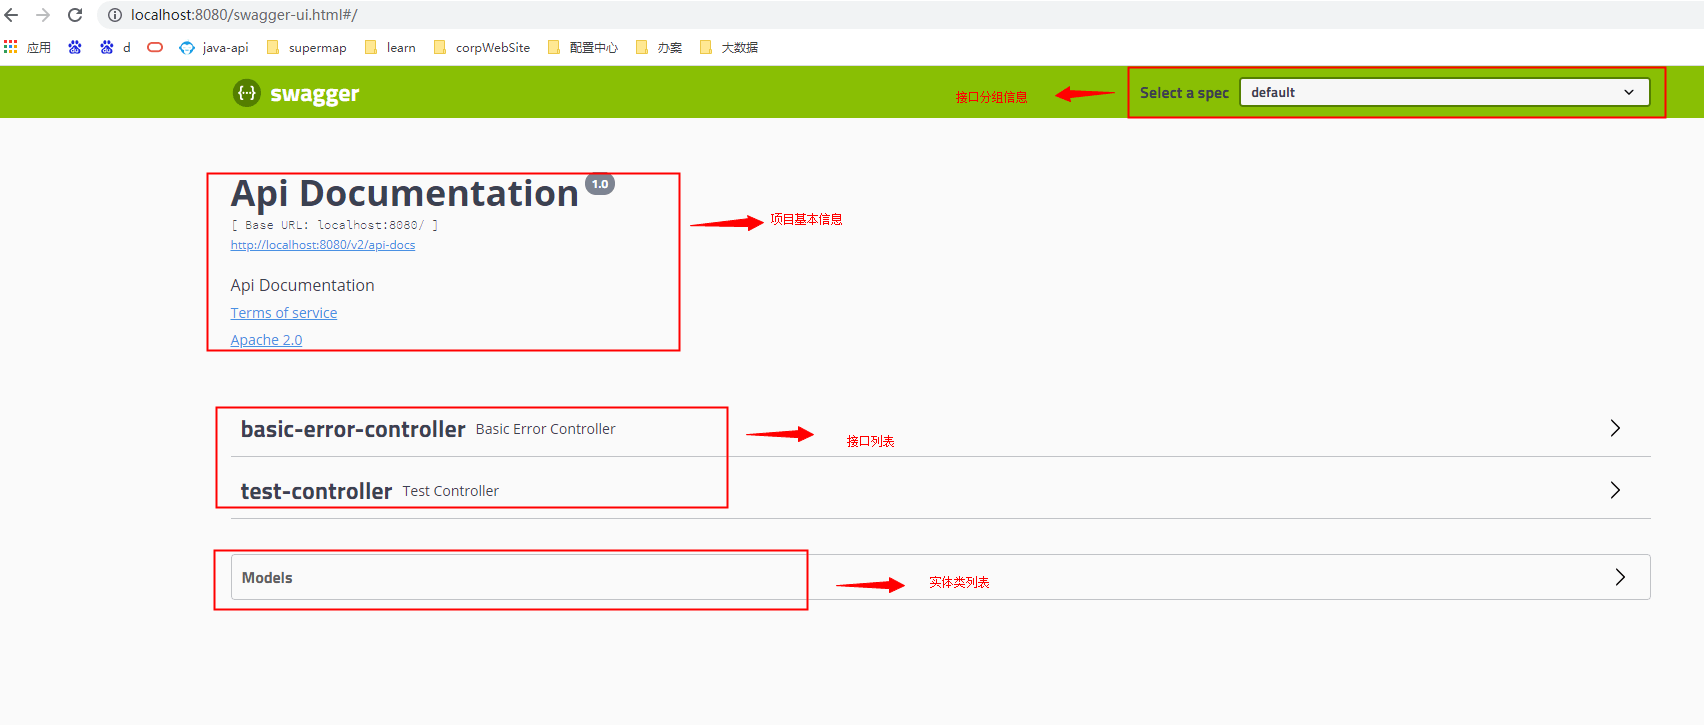 localhost:8080/swagger-ui.html#/
应用 d java-api supermap learn corpWebSite 配置中心 办案 大数据
{···} swagger 接口分组信息 Select a spec default
Api Documentation 1.0
[ Base URL: localhost:8080/ ] 项目基本信息
http://localhost:8080/v2/api-docs
Api Documentation
Terms of service
Apache 2.0
basic-error-controller Basic Error Controller 接口列表
test-controller Test Controller
Models 实体类列表